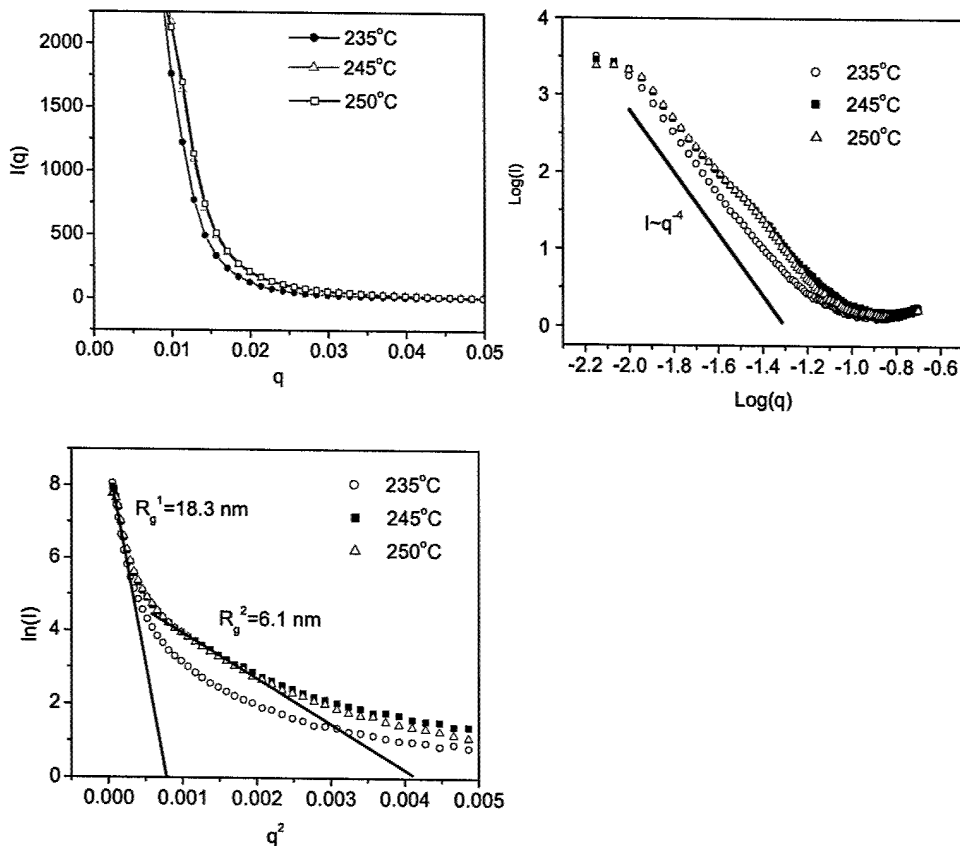 2250
1500
750
0
I(q)
235°C
245°C
250°C
0.00 0.01 0.02 0.03 0.04 0.05
q
4
3
2
1
0
Log(I)
235°C
245°C
250°C
I~q⁻⁴
-2.2 -2.0 -1.8 -1.6 -1.4 -1.2 -1.0 -0.8 -0.6
Log(q)
8
6
4
2
0
ln(I)
235°C
245°C
250°C
R_g¹=18.3 nm
R_g²=6.1 nm
0.000 0.001 0.002 0.003 0.004 0.005
q²